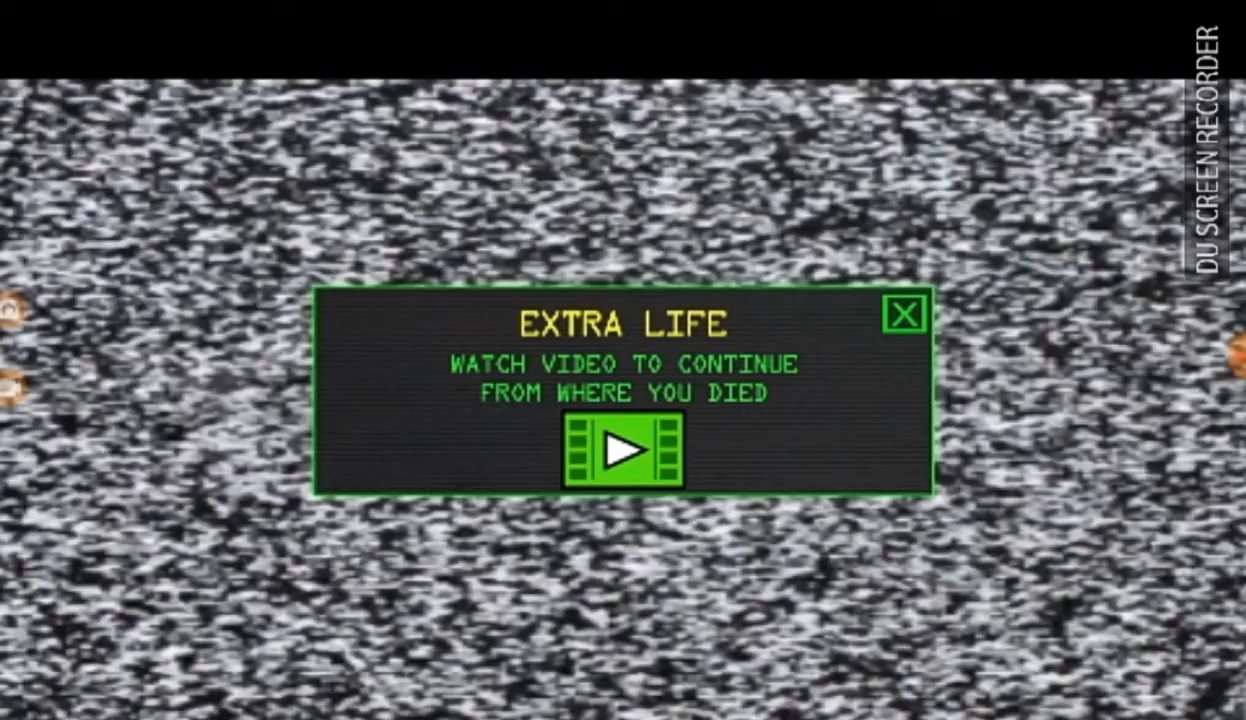 EXTRA LIFE
WATCH VIDEO TO CONTINUE
FROM WHERE YOU DIED
DU SCREEN RECORDER